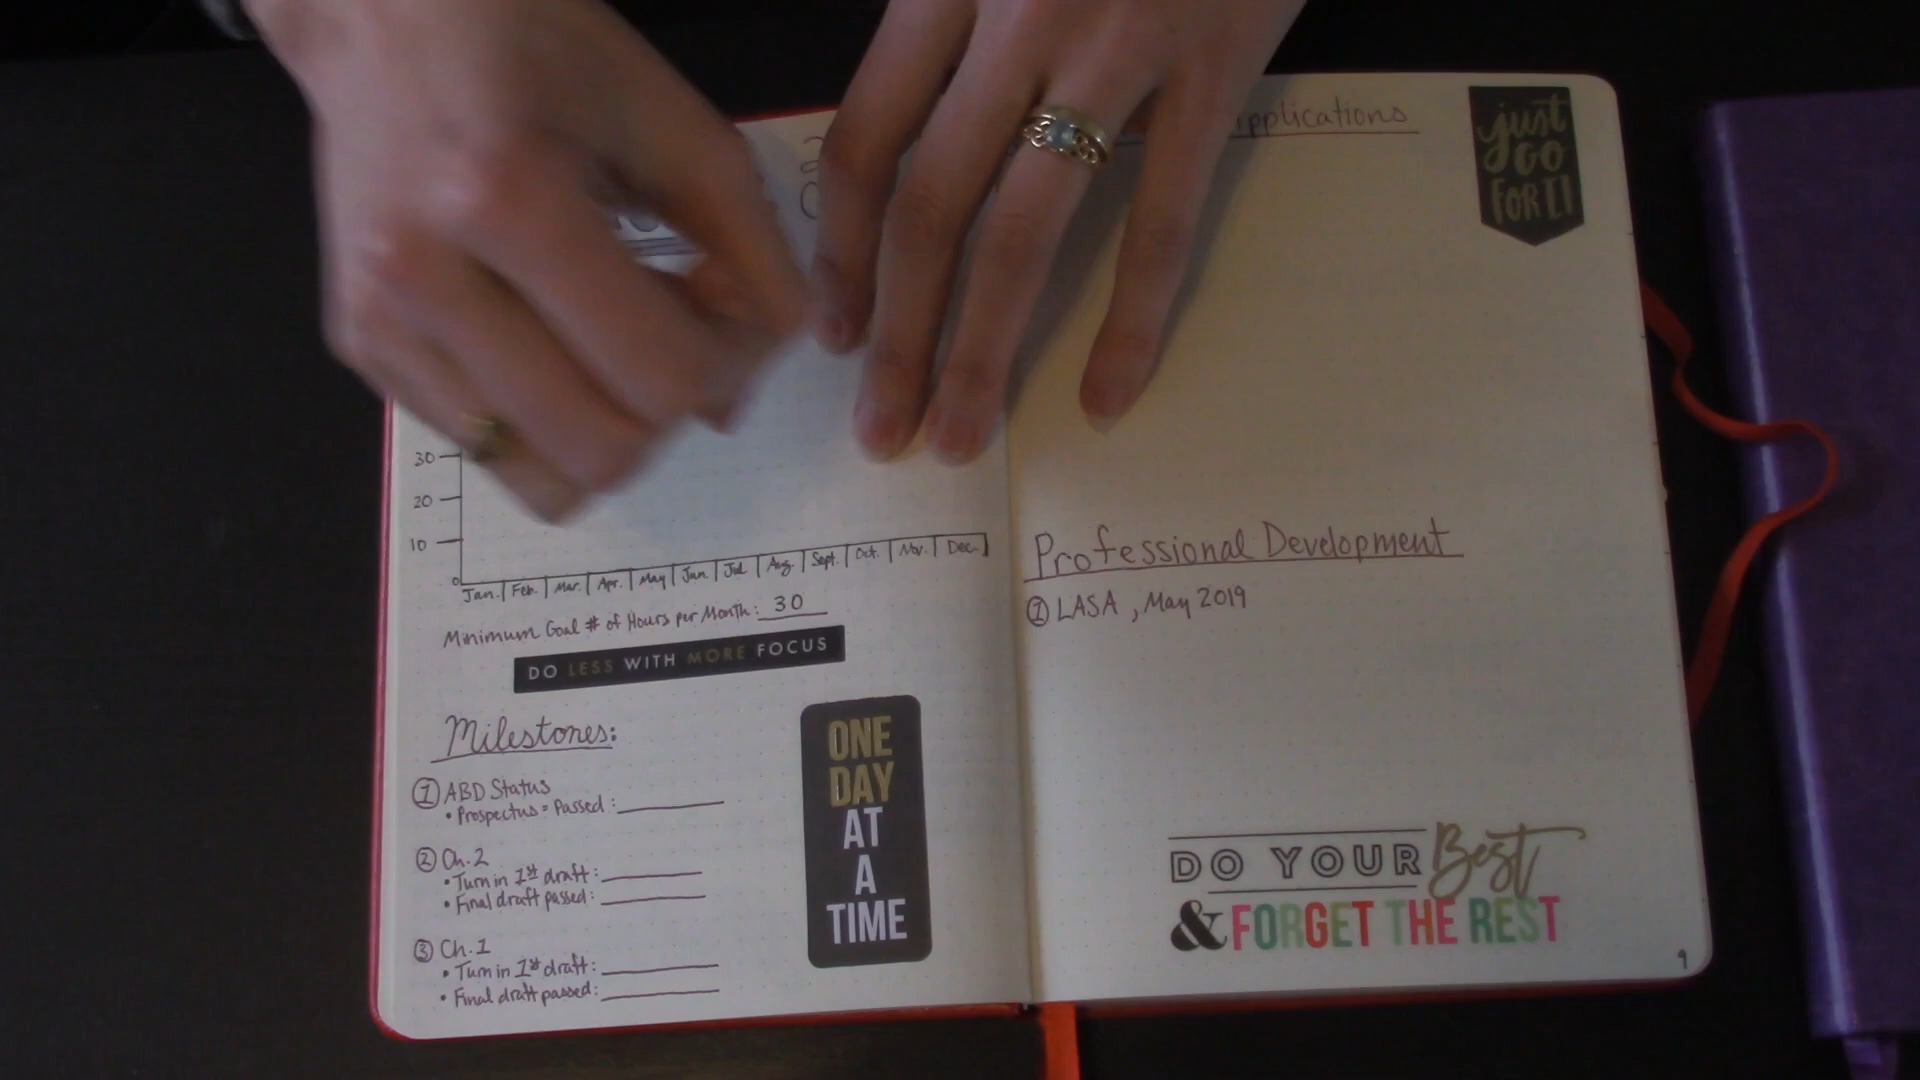 30
20
10
0
Jan. Feb. Mar. Apr. May Jun. Jul Aug. Sept. Oct. Nov. Dec.
Minimum Goal # of Hours per Month: 30
DO LESS WITH MORE FOCUS
Milestones:
① ABD Status
• Prospectus = Passed:
② Ch. 2
• Turn in 1st draft:
• Final draft passed:
③ Ch. 1
• Turn in 1st draft:
• Final draft passed:
ONE
DAY
AT
A
TIME
just
GO
FOR IT
Professional Development
① LASA, May 2019
DO YOUR Best
& FORGET THE REST
9